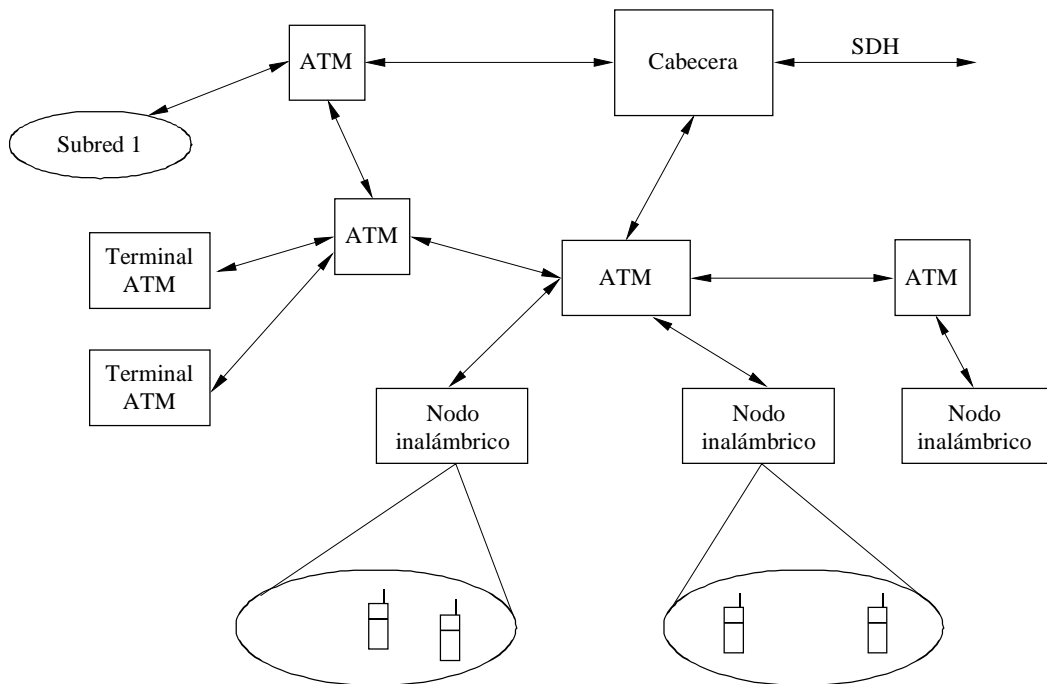 SDH
ATM
Cabecera
Subred 1
ATM
Terminal
ATM
ATM
ATM
Terminal
ATM
Nodo
inalámbrico
Nodo
inalámbrico
Nodo
inalámbrico